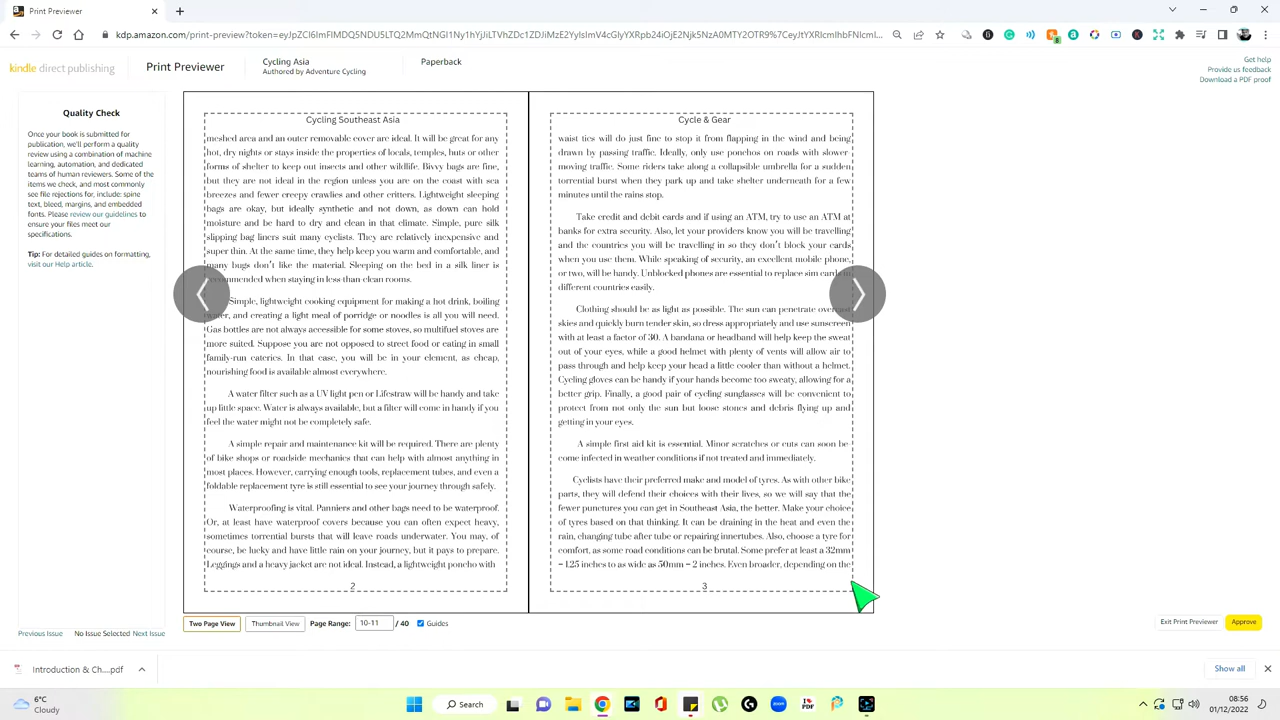 Print Previewer
kdp.amazon.com/print-preview?token=
kindle direct publishing
Print Previewer
Cycling Asia
Authored by Adventure Cycling
Paperback
Get help
Provide us feedback
Download a PDF proof
Quality Check
Once your book is submitted for
publication, we'll perform a quality
review using a combination of machine
learning, automation, and dedicated
teams of human reviewers. Some of the
items we check, and most commonly
see file rejections for, include: spine
text, bleed, margins, and embedded
fonts. Please review our guidelines to
ensure your files meet our
specifications.
Tip: For detailed guides on formatting,
visit our Help article.
Cycling Southeast Asia
meshed area and an outer removable cover are ideal. It will be great for any
hot, dry nights or stays inside the properties of locals, temples, huts or other
forms of shelter to keep out insects and other wildlife. Bivvy bags are fine,
but they are not ideal in the region unless you are on the coast with sea
breezes and fewer creepy crawlies and other critters. Lightweight sleeping
bags are okay, but ideally synthetic and not down, as down can hold
moisture and be hard to dry and clean in that climate. Simple, pure silk
slipping bag liners suit many cyclists. They are relatively inexpensive and
super thin. At the same time, they help keep you warm and comfortable, and
many bugs don't like the material. Sleeping on the bed in a silk liner is
recommended when staying in less than clean rooms.
Simple, lightweight cooking equipment for making a hot drink, boiling
water, and creating a light meal of porridge or noodles is all you will need.
Gas bottles are not always accessible for some stoves, so multifuel stoves are
more suited. Suppose you are not opposed to street food or eating in small
family-run eateries. In that case, you will be in your element, as cheap,
nourishing food is available almost everywhere.
A water filter such as a UV light pen or Lifestraw will be handy and take
up little space. Water is always available, but a filter will come in handy if you
feel the water might not be completely safe.
A simple repair and maintenance kit will be required. There are plenty
of bike shops or roadside mechanics that can help with almost anything in
most places. However, carrying enough tools, replacement tubes, and even a
foldable replacement tyre is still essential to see your journey through safely.
Waterproofing is vital. Panniers and other bags need to be waterproof.
Or, at least have waterproof covers because you can often expect heavy,
sometimes torrential bursts that will leave roads underwater. You may, of
course, be lucky and have little rain on your journey, but it pays to prepare.
Leggings and a heavy jacket are not ideal. Instead, a lightweight poncho with
2
Cycle & Gear
waist ties will do just fine to stop it from flapping in the wind and being
drawn by passing traffic. Ideally, only use ponchos on roads with slower-
moving traffic. Some riders take along a collapsible umbrella for a sudden
torrential burst when they park up and take shelter underneath for a few
minutes until the rains stop.
Take credit and debit cards and if using an ATM, try to use an ATM at
banks for extra security. Also, let your providers know you will be travelling
and the countries you will be travelling in so they don't block your cards
when you use them. While speaking of security, an excellent mobile phone,
or two, will be handy. Unblocked phones are essential to replace sim cards in
different countries easily.
Clothing should be as light as possible. The sun can penetrate overcast
skies and quickly burn tender skin, so dress appropriately and use sunscreen
with at least a factor of 30. A bandana or headband will help keep the sweat
out of your eyes, while a good helmet with plenty of vents will allow air to
pass through and help keep your head a little cooler than without a helmet.
Cycling gloves can be handy if your hands become too sweaty, allowing for a
better grip. Finally, a good pair of cycling sunglasses will be convenient to
protect from not only the sun but loose stones and debris flying up and
getting in your eyes.
A simple first aid kit is essential. Minor scratches or cuts can soon be-
come infected in weather conditions if not treated and immediately.
Cyclists have their preferred make and model of tyres. As with other bike
parts, they will defend their choices with their lives, so we will say that the
fewer punctures you can get in Southeast Asia, the better. Make your choice
of tyres based on that thinking. It can be draining in the heat and even the
rain, changing tube after tube or repairing innertubes. Also, choose a tyre for
comfort, as some road conditions can be brutal. Some prefer at least a 32mm
– 1.25 inches to as wide as 50mm – 2 inches. Even broader, depending on the
3
Previous Issue No Issue Selected Next Issue
Two Page View Thumbnail View Page Range: 10-11 / 40 Guides
Exit Print Previewer Approve
Introduction & Ch....pdf
Show all
6°C
Cloudy
Search
08:56
01/12/2022